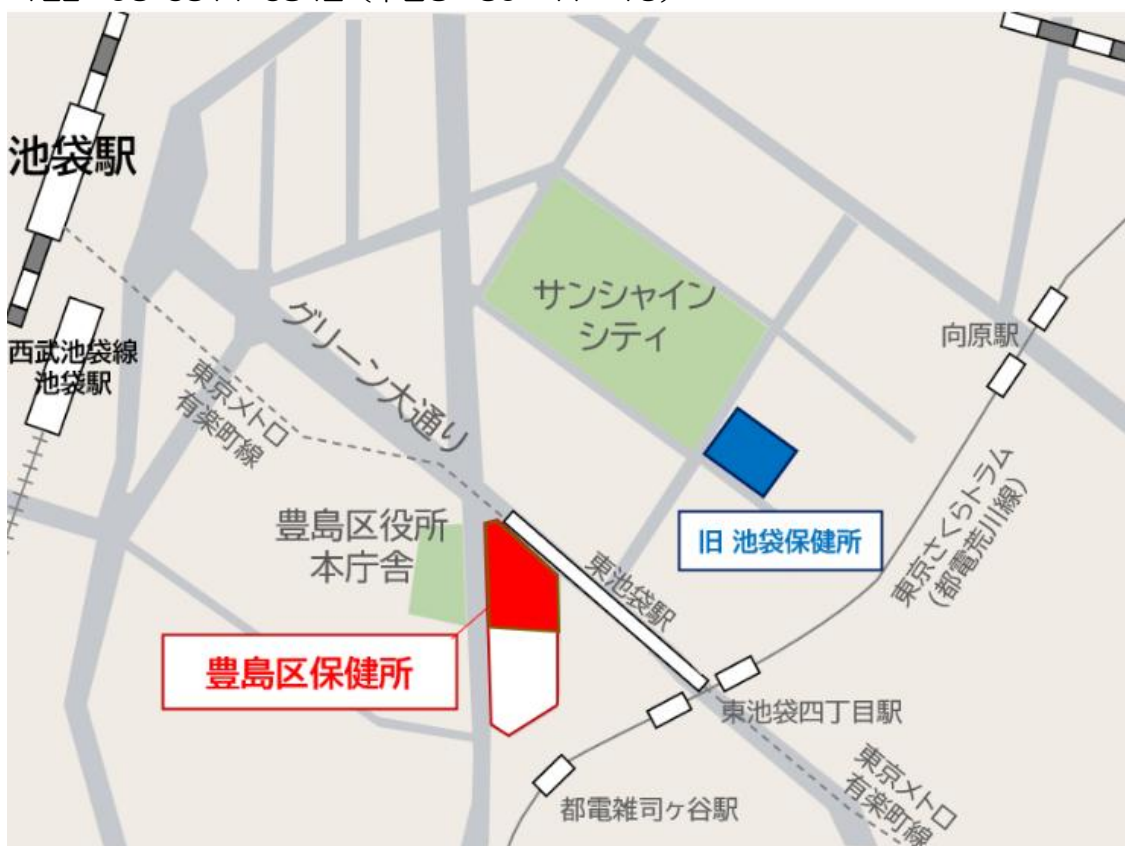 池袋駅
西武池袋線
池袋駅
東京メトロ
有楽町線
グリーン大通り
サンシャイン
シティ
向原駅
豊島区役所
本庁舎
旧 池袋保健所
東京さくらトラム
(都電荒川線)
東池袋駅
豊島区保健所
東池袋四丁目駅
都電雑司ヶ谷駅
東京メトロ
有楽町線